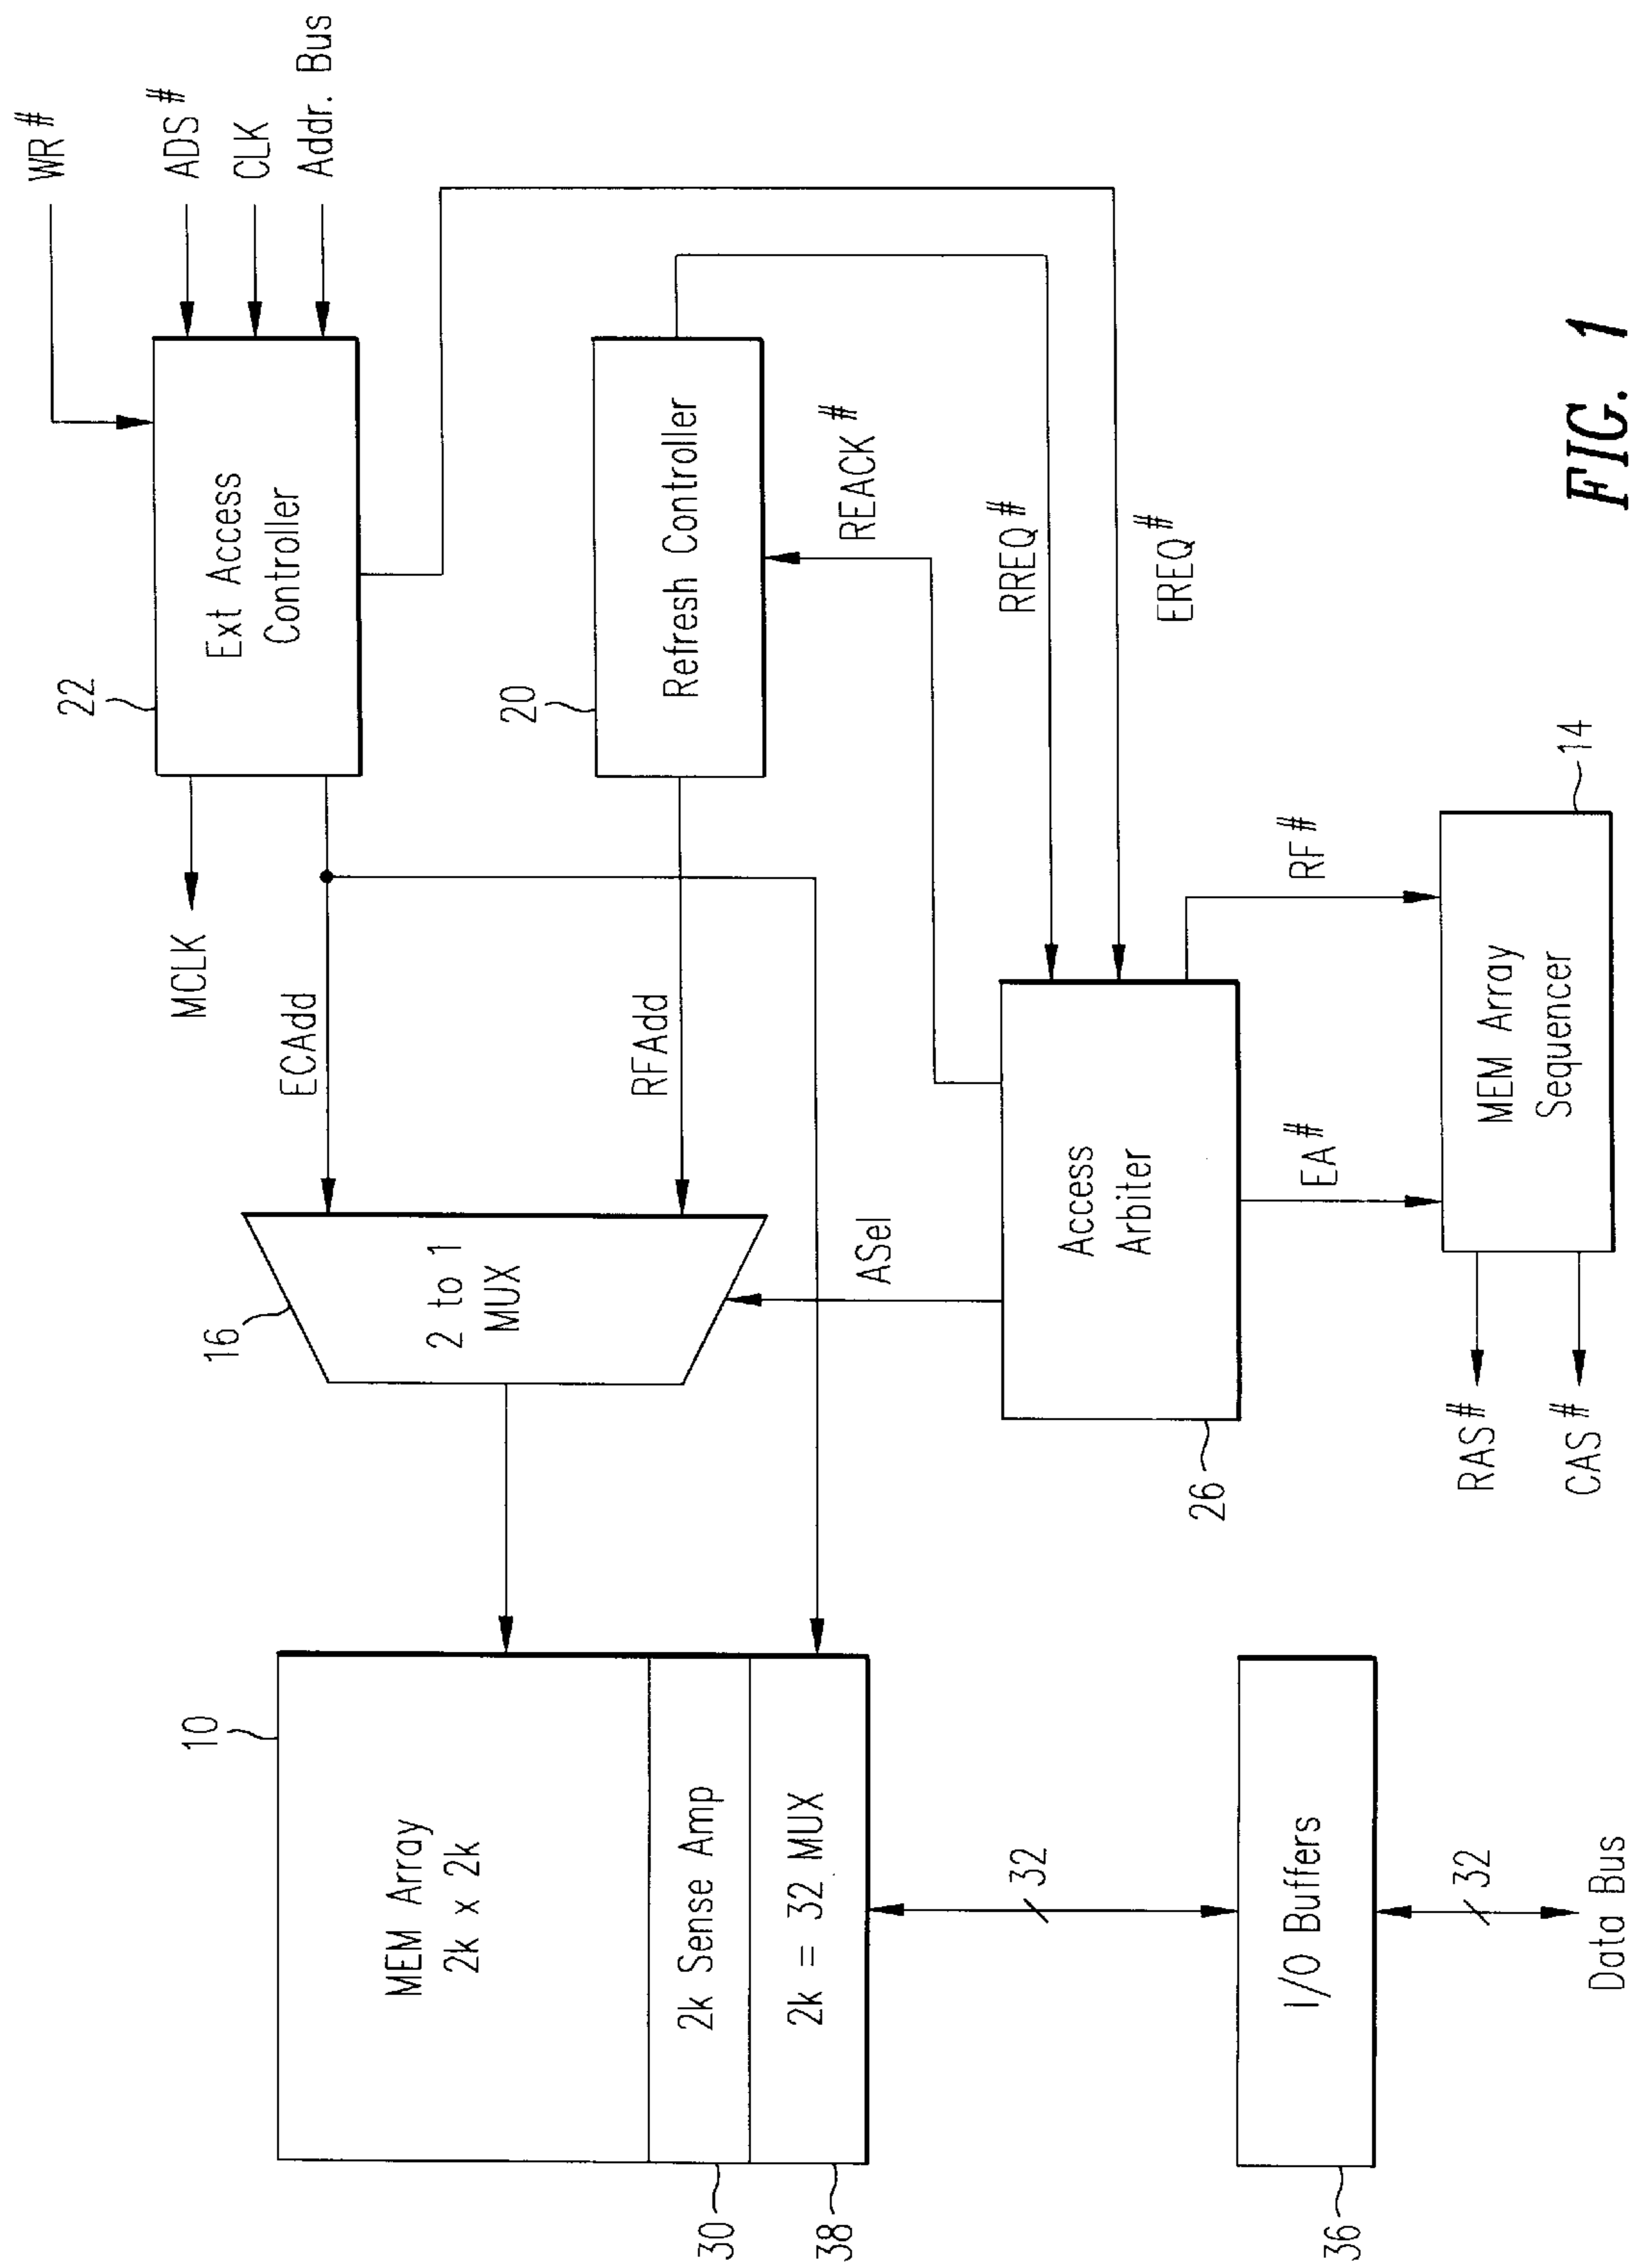 WR#
ADS#
CLK
Addr. Bus
22
Ext Access
Controller
MCLK
ECAdd
20
Refresh Controller
REACK#
RFAdd
RREQ#
EREQ#
16
2 to 1
MUX
ASel
Access
Arbiter
26
RF#
EA#
14
MEM Array
Sequencer
RAS#
CAS#
10
MEM Array
2k x 2k
2k Sense Amp
30
2k = 32 MUX
38
32
I/O Buffers
36
32
Data Bus
FIG. 1